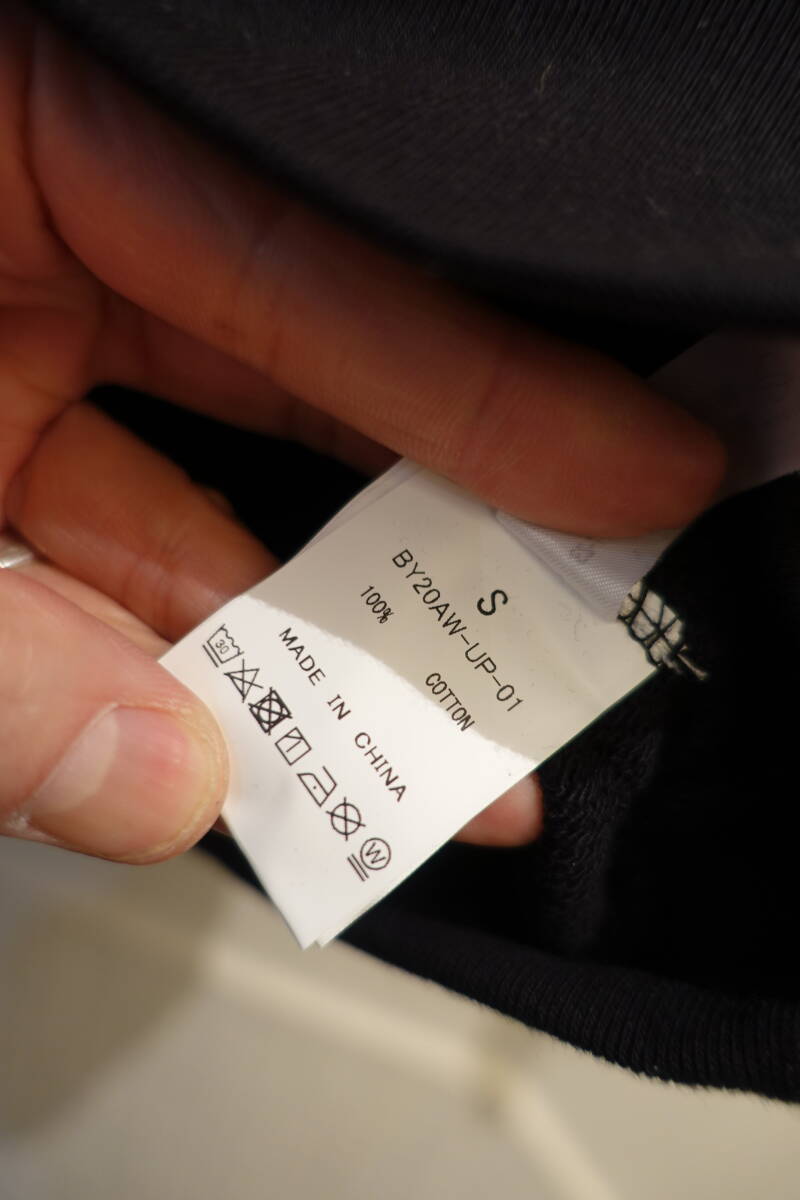 S
BY20AW-UP-01
100% COTTON
MADE IN CHINA
30
W